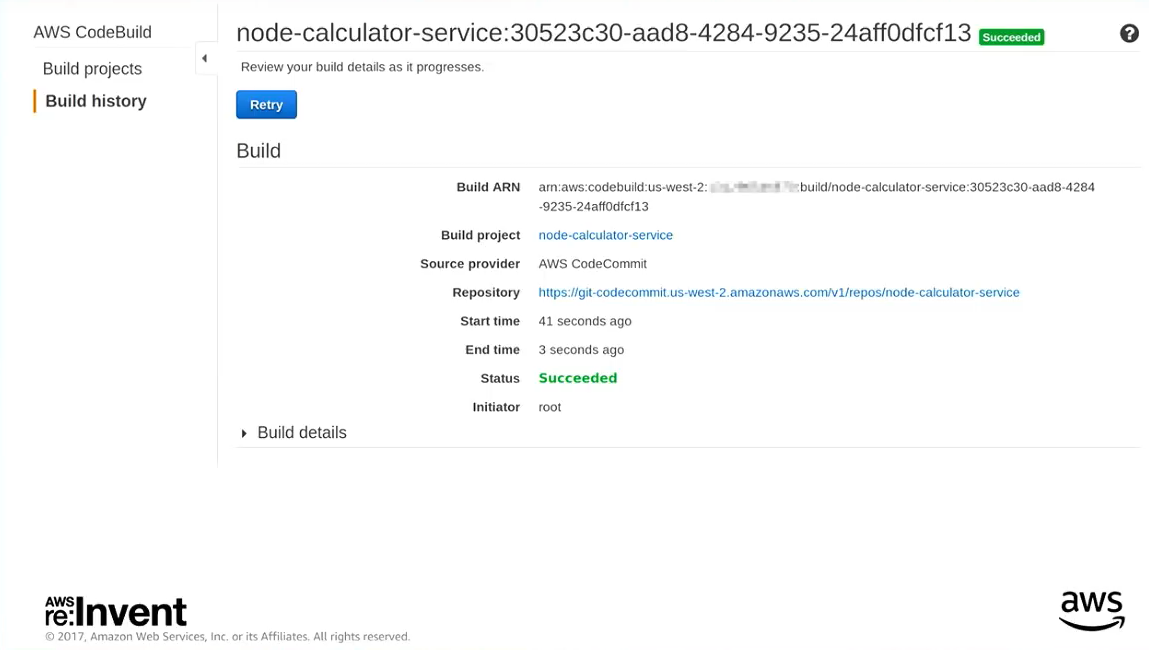 AWS CodeBuild
Build projects
Build history
node-calculator-service:30523c30-aad8-4284-9235-24aff0dfcf13 Succeeded
Review your build details as it progresses.
Retry
Build
Build ARN arn:aws:codebuild:us-west-2: :build/node-calculator-service:30523c30-aad8-4284
-9235-24aff0dfcf13
Build project node-calculator-service
Source provider AWS CodeCommit
Repository https://git-codecommit.us-west-2.amazonaws.com/v1/repos/node-calculator-service
Start time 41 seconds ago
End time 3 seconds ago
Status Succeeded
Initiator root
Build details
AWS
re:Invent
© 2017, Amazon Web Services, Inc. or its Affiliates. All rights reserved.
aws